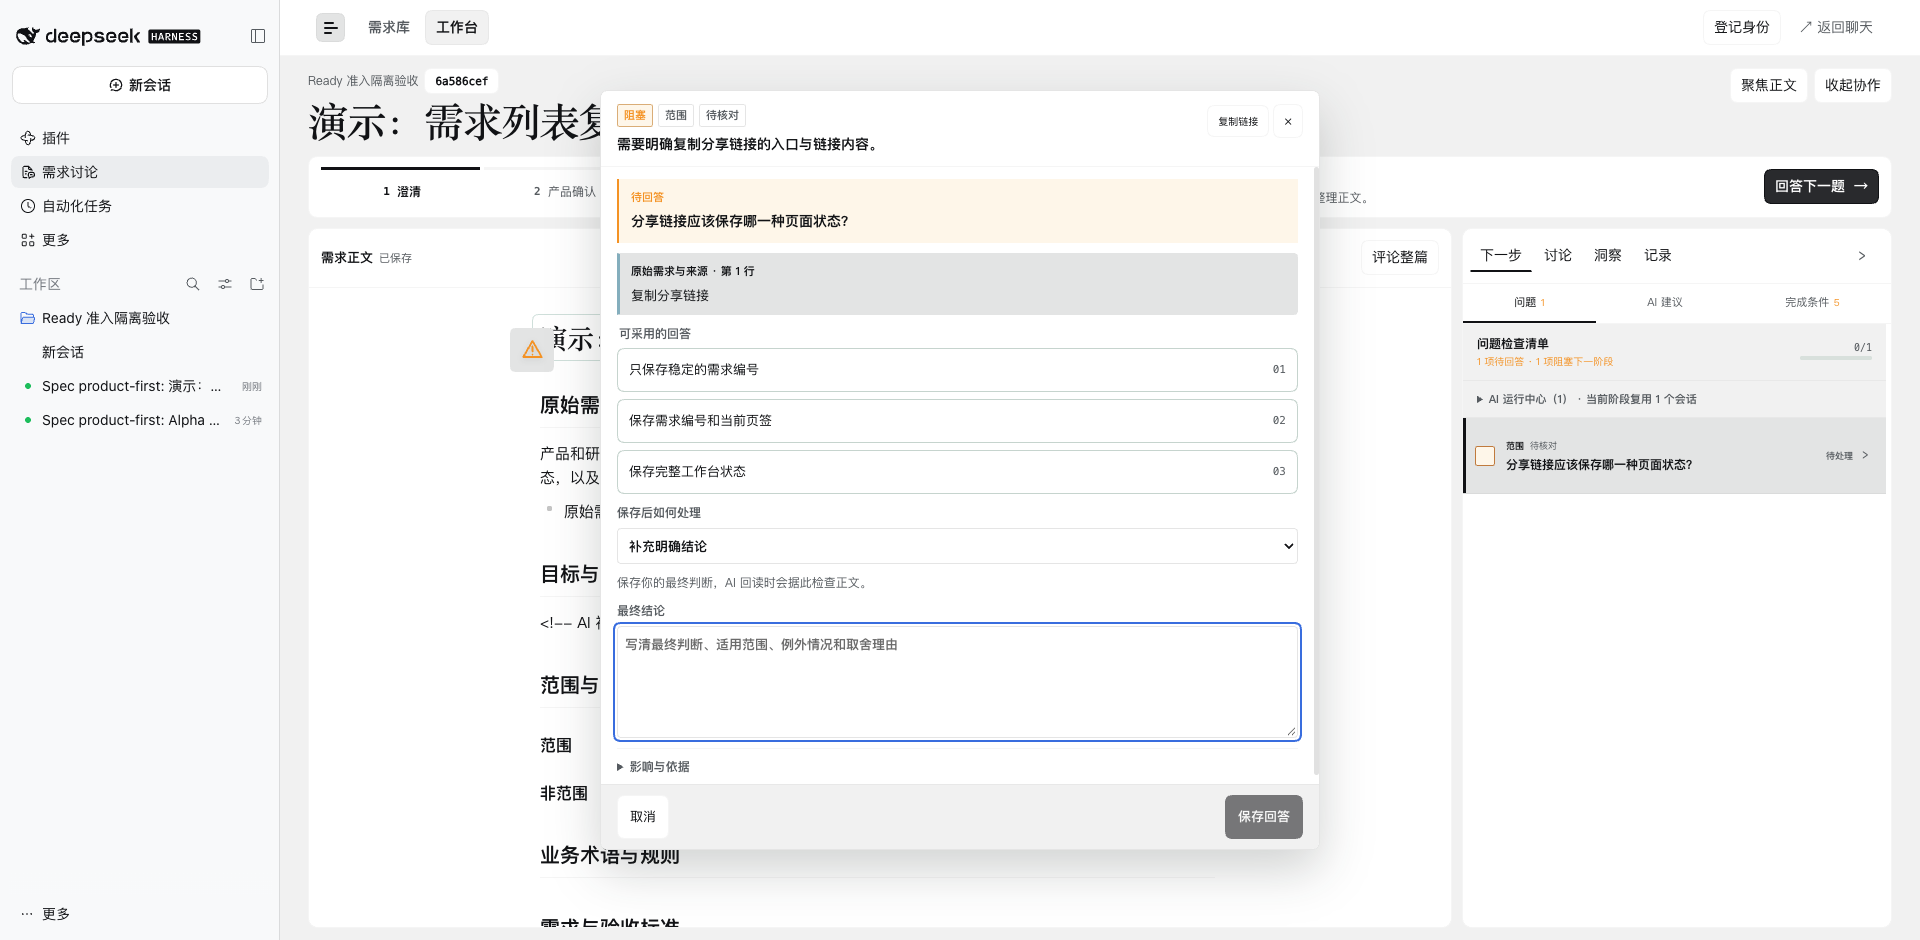 deepseek HARNESS
新会话
插件
需求讨论
自动化任务
更多
工作区
Ready 准入隔离验收
新会话
Spec product-first: 演示： ... 刚刚
Spec product-first: Alpha ... 3 分钟
... 更多
需求库
工作台
登记身份
返回聊天
Ready 准入隔离验收 6a586cef
演示：需求列表复
聚焦正文
收起协作
1 澄清
2 产品确认
整理正文。
回答下一题 →
需求正文 已保存
评论整篇
演示：
原始需
产品和研
态，以及
原始需
目标与
<!-- AI 补
范围与
范围
非范围
业务术语与规则
需求与验收标准
阻塞 范围 待核对
需要明确复制分享链接的入口与链接内容。
复制链接
×
待回答
分享链接应该保存哪一种页面状态？
原始需求与来源 · 第 1 行
复制分享链接
可采用的回答
只保存稳定的需求编号 01
保存需求编号和当前页签 02
保存完整工作台状态 03
保存后如何处理
补充明确结论
保存你的最终判断，AI 回读时会据此检查正文。
最终结论
写清最终判断、适用范围、例外情况和取舍理由
影响与依据
取消
保存回答
下一步 讨论 洞察 记录
问题 1 AI 建议 完成条件 5
问题检查清单 0/1
1 项待回答 · 1 项阻塞下一阶段
AI 运行中心（1） · 当前阶段复用 1 个会话
范围 待核对
分享链接应该保存哪一种页面状态？
待处理